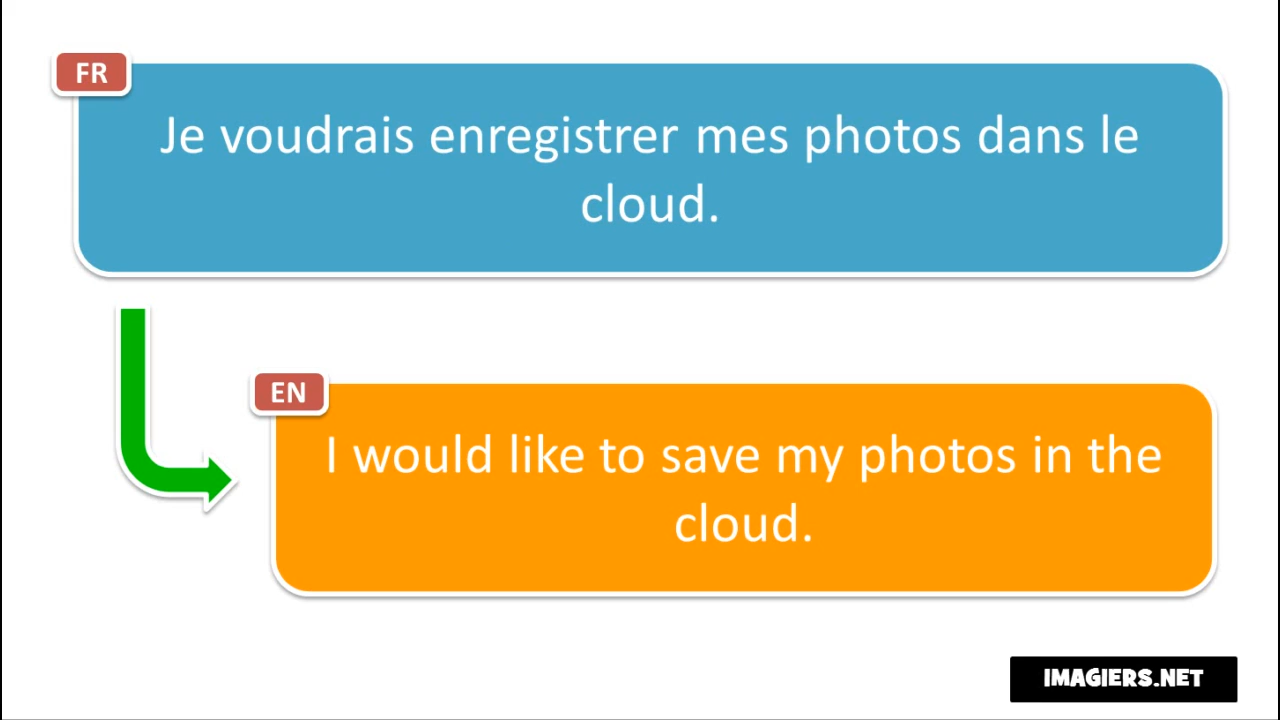 FR
Je voudrais enregistrer mes photos dans le
cloud.
EN
I would like to save my photos in the
cloud.
IMAGIERS.NET